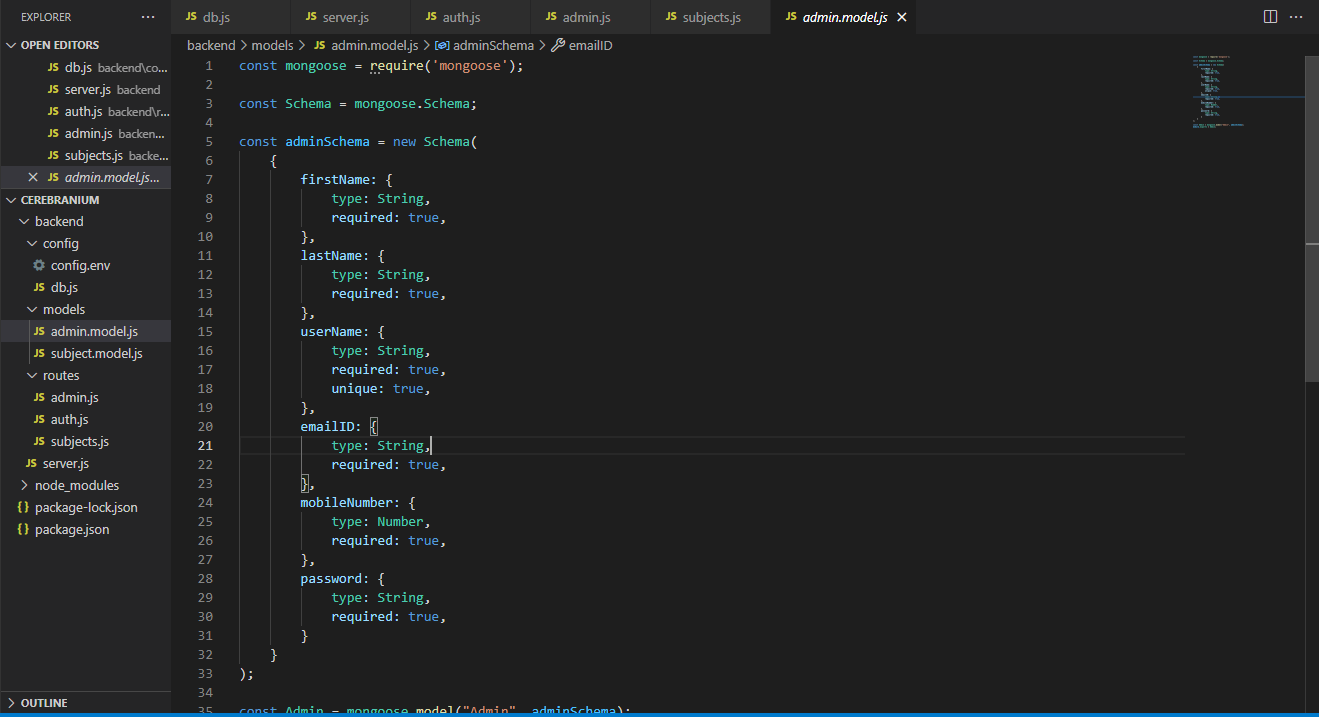 EXPLORER ···
OPEN EDITORS
JS db.js backend\co...
JS server.js backend
JS auth.js backend\r...
JS admin.js backen...
JS subjects.js backe...
JS admin.model.js...
CEREBRANIUM
backend
config
config.env
JS db.js
models
JS admin.model.js
JS subject.model.js
routes
JS admin.js
JS auth.js
JS subjects.js
JS server.js
node_modules
{} package-lock.json
{} package.json
OUTLINE
JS db.js JS server.js JS auth.js JS admin.js JS subjects.js JS admin.model.js ···
backend > models > JS admin.model.js > adminSchema > emailID
1 const mongoose = require('mongoose');
2
3 const Schema = mongoose.Schema;
4
5 const adminSchema = new Schema(
6 {
7 firstName: {
8 type: String,
9 required: true,
10 },
11 lastName: {
12 type: String,
13 required: true,
14 },
15 userName: {
16 type: String,
17 required: true,
18 unique: true,
19 },
20 emailID: {
21 type: String,
22 required: true,
23 },
24 mobileNumber: {
25 type: Number,
26 required: true,
27 },
28 password: {
29 type: String,
30 required: true,
31 }
32 }
33 );
34
35 const Admin = mongoose.model("Admin", adminSchema);